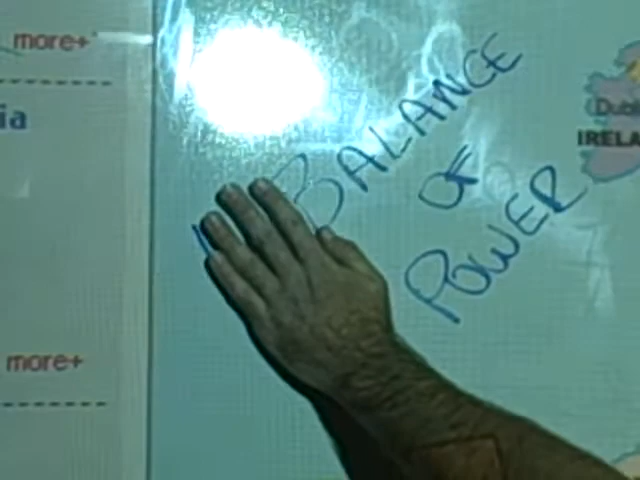 more+
ia
BALANCE
OF
POWER
Dubl
IRELA
more+